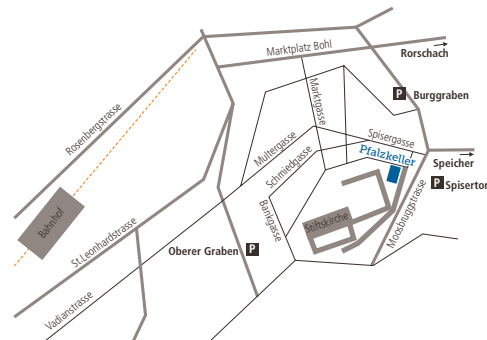 Marktplatz Bohl
Rorschach
Rosenbergstrasse
Marktgasse
P Burggraben
Spisergasse
Multergasse
Pfalzkeller
Speicher
Schmiedgasse
P Spisertor
Bahnhof
Bankgasse
Stiftskirche
Moosbruggstrasse
St.Leonhardstrasse
Oberer Graben P
Vadianstrasse